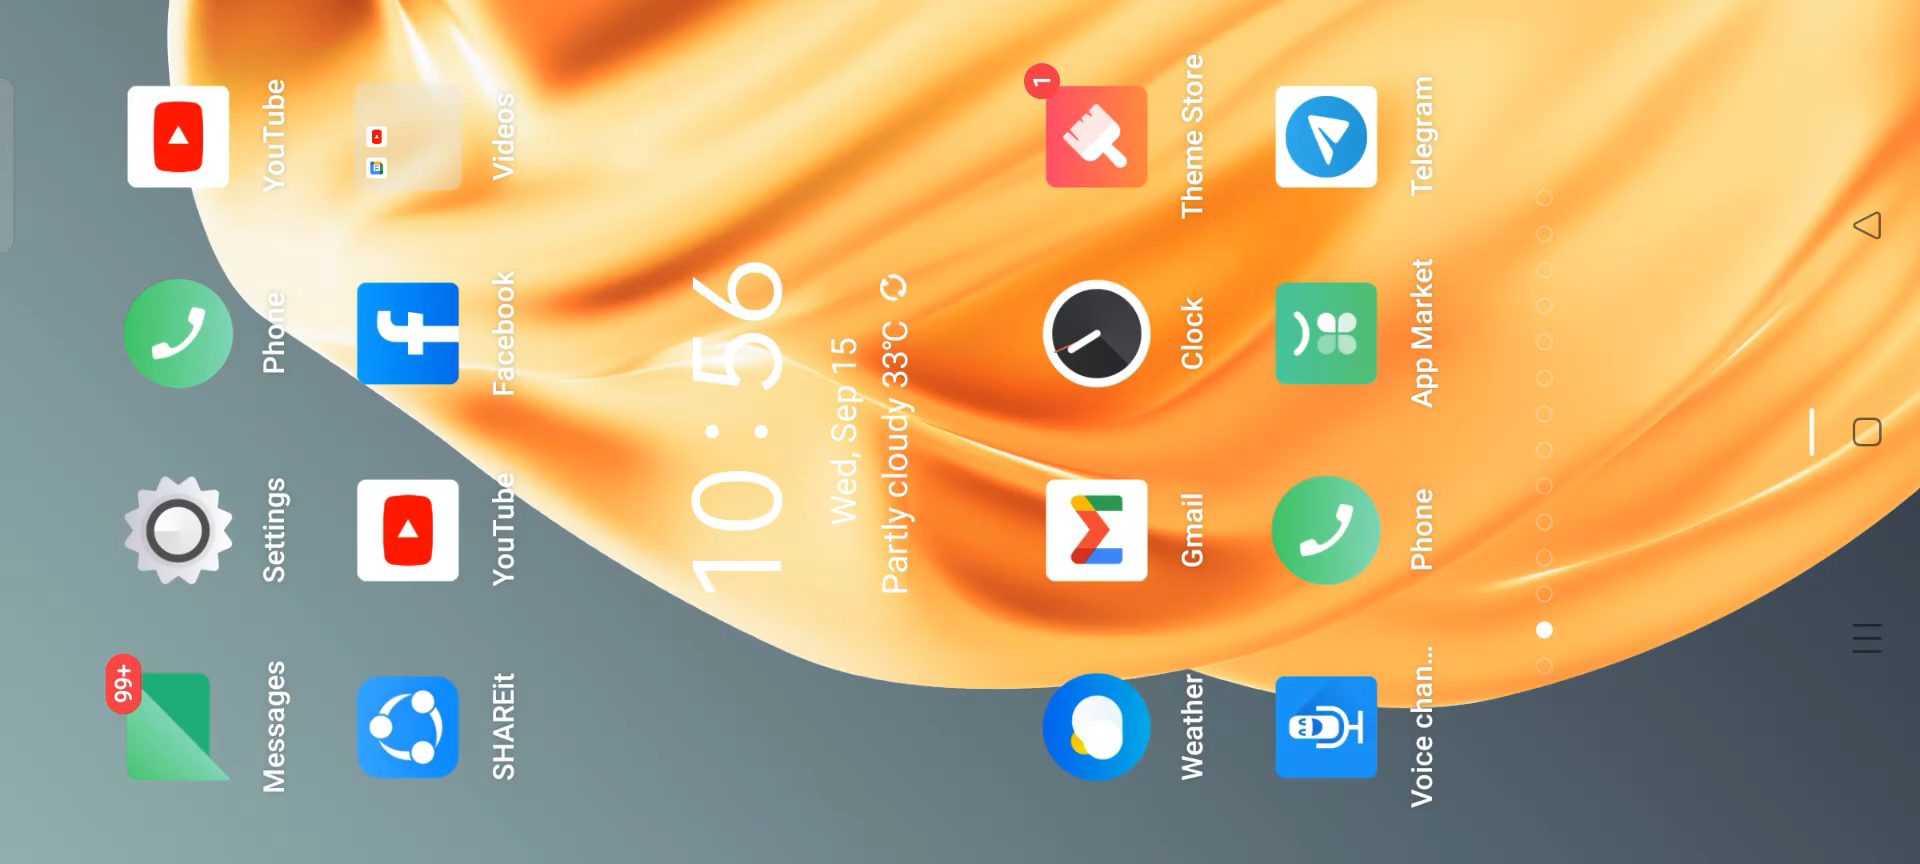 99+
Messages
Settings
Phone
YouTube
SHAREit
YouTube
Facebook
Videos
10:56
Wed, Sep 15
Partly cloudy 33°C
Weather
Gmail
Clock
1
Theme Store
Voice chan...
Phone
App Market
Telegram